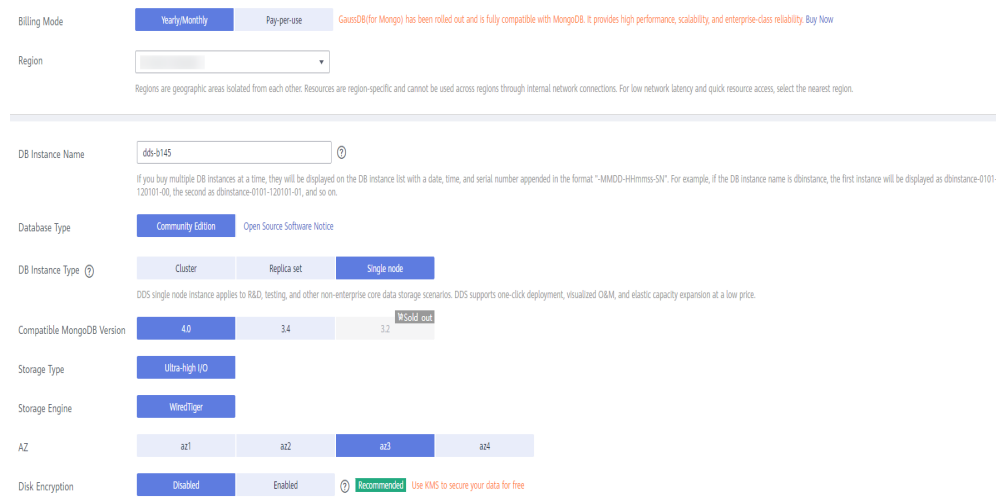 Billing Mode Yearly/Monthly Pay-per-use GaussDB(for Mongo) has been rolled out and is fully compatible with MongoDB. It provides high performance, scalability, and enterprise-class reliability. Buy Now
Region
Regions are geographic areas isolated from each other. Resources are region-specific and cannot be used across regions through internal network connections. For low network latency and quick resource access, select the nearest region.
DB Instance Name dds-b145 ?
If you buy multiple DB instances at a time, they will be displayed on the DB instance list with a date, time, and serial number appended in the format "-MMDD-HHmmss-SN". For example, if the DB instance name is dbinstance, the first instance will be displayed as dbinstance-0101-
120101-00, the second as dbinstance-0101-120101-01, and so on.
Database Type Community Edition Open Source Software Notice
DB Instance Type ? Cluster Replica set Single node
DDS single node instance applies to R&D, testing, and other non-enterprise core data storage scenarios. DDS supports one-click deployment, visualized O&M, and elastic capacity expansion at a low price.
Sold out
Compatible MongoDB Version 4.0 3.4 3.2
Storage Type Ultra-high I/O
Storage Engine WiredTiger
AZ az1 az2 az3 az4
Disk Encryption Disabled Enabled ? Recommended Use KMS to secure your data for free